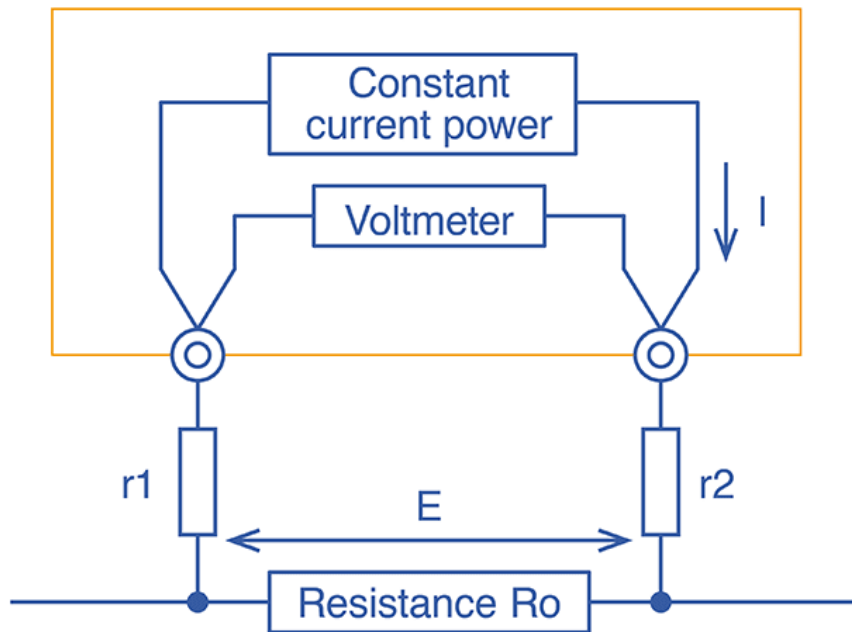 Constant
current power
Voltmeter
I
r1
r2
E
Resistance Ro